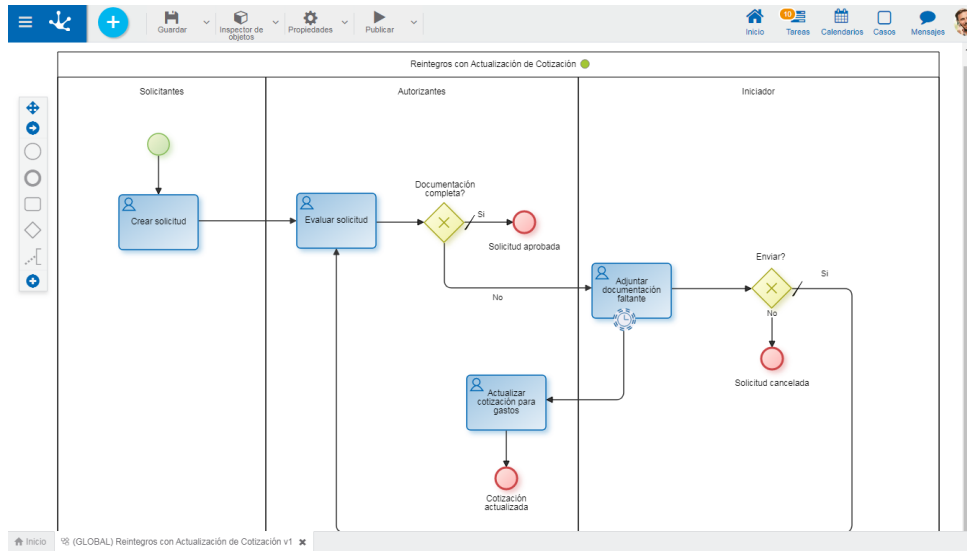 Guardar
Inspector de
objetos
Propiedades
Publicar
Inicio
10
Tareas
Calendarios
Casos
Mensajes
Reintegros con Actualización de Cotización
Solicitantes
Autorizantes
Iniciador
Crear solicitud
Evaluar solicitud
Documentación
completa?
Si
Solicitud aprobada
No
Adjuntar
documentación
faltante
Enviar?
Si
No
Solicitud cancelada
Actualizar
cotización para
gastos
Cotización
actualizada
Inicio
(GLOBAL) Reintegros con Actualización de Cotización v1